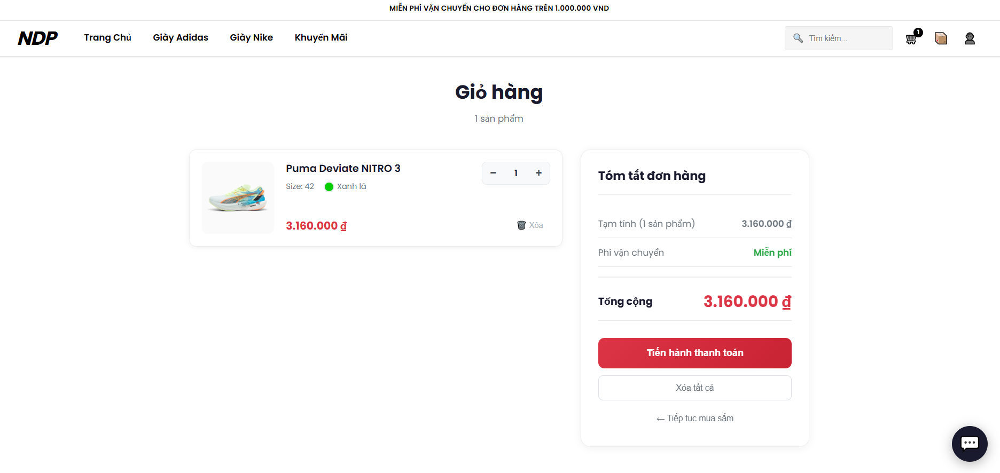 MIỄN PHÍ VẬN CHUYỂN CHO ĐƠN HÀNG TRÊN 1.000.000 VND
NDP Trang Chủ Giày Adidas Giày Nike Khuyến Mãi Tìm kiếm... 1
Giỏ hàng
1 sản phẩm
Puma Deviate NITRO 3
− 1 +
Size: 42 Xanh lá
3.160.000 ₫
Xóa
Tóm tắt đơn hàng
Tạm tính (1 sản phẩm) 3.160.000 ₫
Phí vận chuyển Miễn phí
Tổng cộng 3.160.000 ₫
Tiến hành thanh toán
Xóa tất cả
← Tiếp tục mua sắm